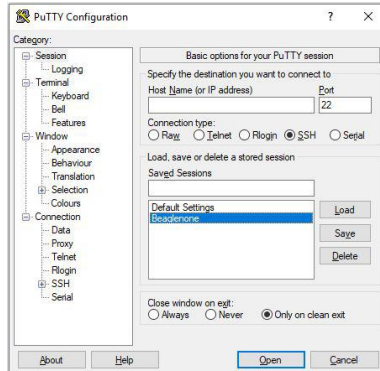 PuTTY Configuration
?
Category:
Session
Logging
Terminal
Keyboard
Bell
Features
Window
Appearance
Behaviour
Translation
Selection
Colours
Connection
Data
Proxy
Telnet
Rlogin
SSH
Serial
Basic options for your PuTTY session
Specify the destination you want to connect to
Host Name (or IP address) Port
22
Connection type:
Raw Telnet Rlogin SSH Serial
Load, save or delete a stored session
Saved Sessions
Default Settings
Beaglenone
Load
Save
Delete
Close window on exit:
Always Never Only on clean exit
About Help Open Cancel